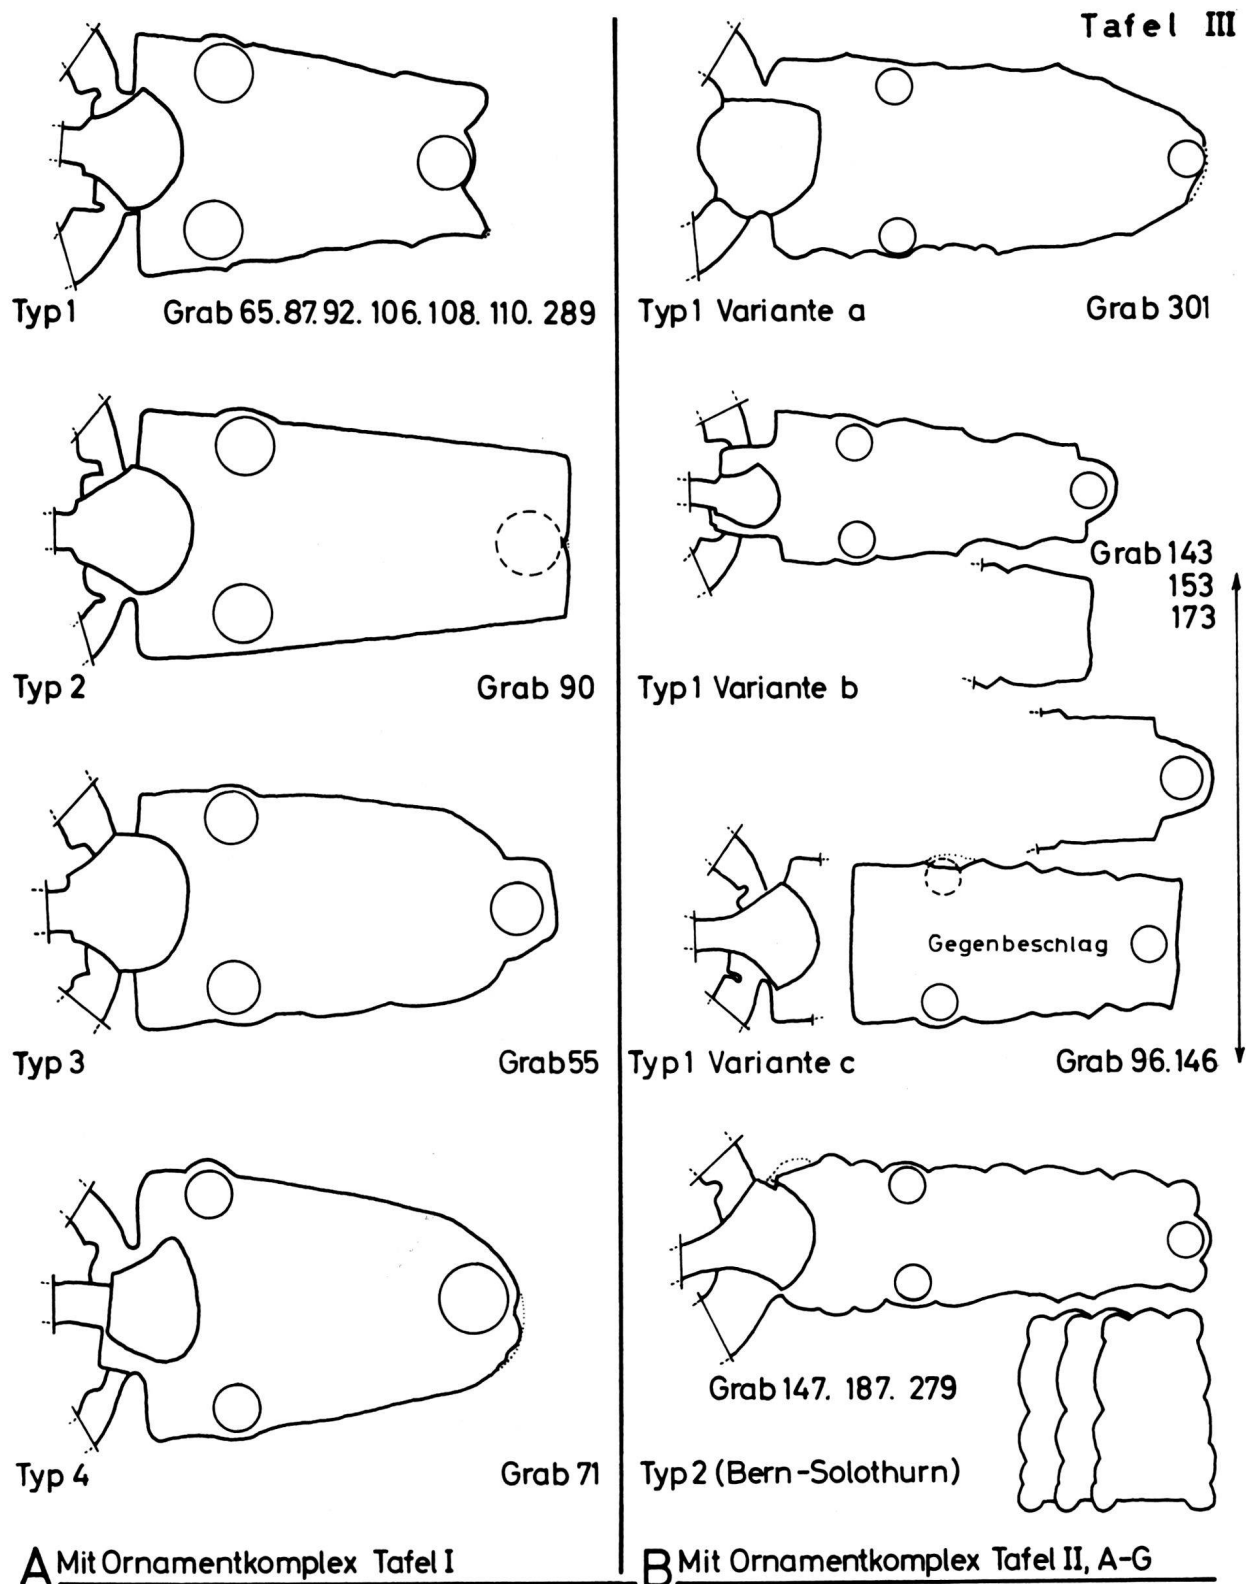 Tafel III
Typ 1 Grab 65.87.92. 106.108. 110. 289
Typ 2 Grab 90
Typ 3 Grab 55
Typ 4 Grab 71
A Mit Ornamentkomplex Tafel I
Typ 1 Variante a Grab 301
Grab 143
153
173
Typ 1 Variante b
Gegenbeschlag
Typ 1 Variante c Grab 96.146
Grab 147. 187. 279
Typ 2 (Bern-Solothurn)
B Mit Ornamentkomplex Tafel II, A-G